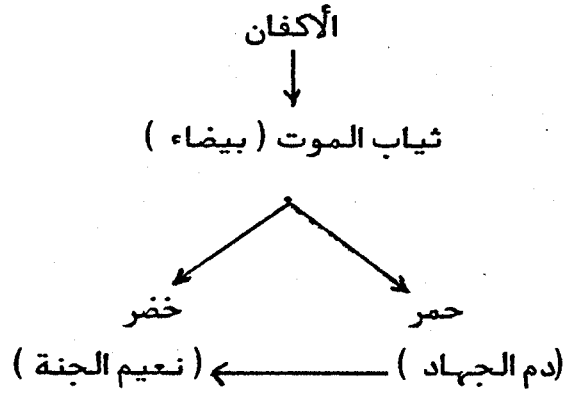 الأكفان
ثياب الموت ( بيضاء )
حمر خضر
(دم الجهاد ) ( نعيم الجنة )